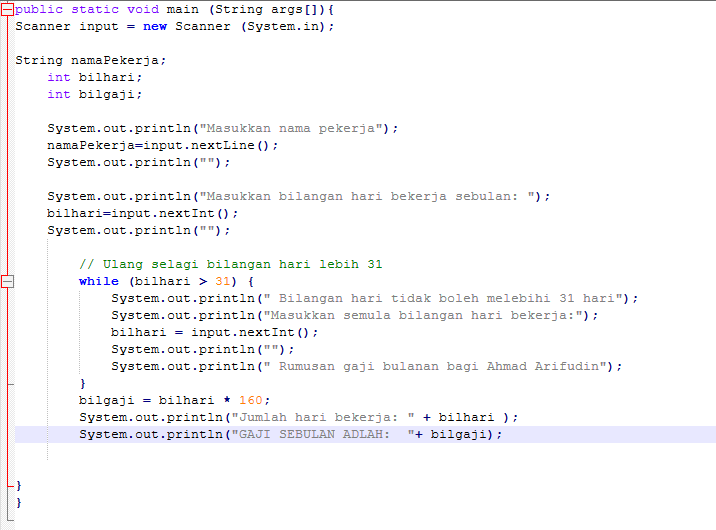 public static void main (String args[]){
Scanner input = new Scanner (System.in);
String namaPekerja;
int bilhari;
int bilgaji;
System.out.println("Masukkan nama pekerja");
namaPekerja=input.nextLine();
System.out.println("");
System.out.println("Masukkan bilangan hari bekerja sebulan: ");
bilhari=input.nextInt();
System.out.println("");
// Ulang selagi bilangan hari lebih 31
while (bilhari > 31) {
System.out.println(" Bilangan hari tidak boleh melebihi 31 hari");
System.out.println("Masukkan semula bilangan hari bekerja:");
bilhari = input.nextInt();
System.out.println("");
System.out.println(" Rumusan gaji bulanan bagi Ahmad Arifudin");
}
bilgaji = bilhari * 160;
System.out.println("Jumlah hari bekerja: " + bilhari );
System.out.println("GAJI SEBULAN ADLAH:  "+ bilgaji);
}
}